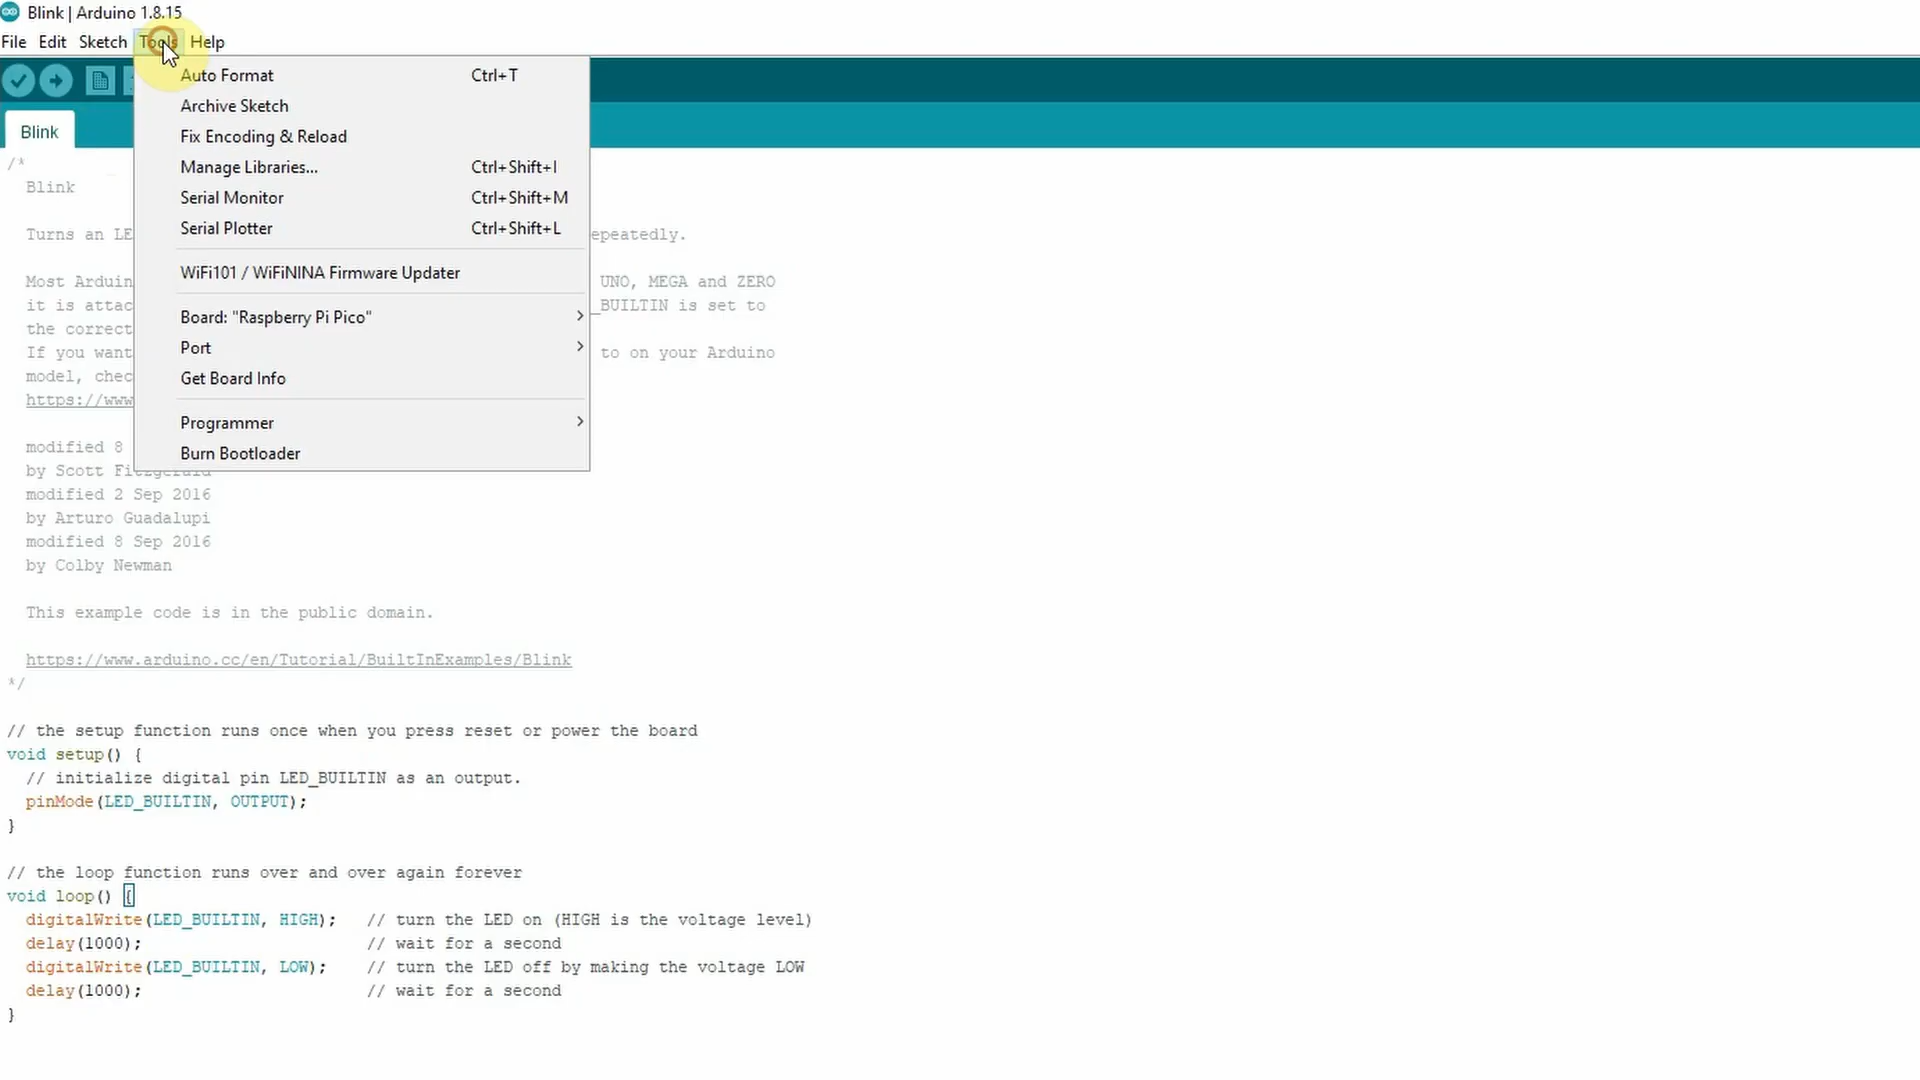 Blink | Arduino 1.8.15
File Edit Sketch Tools Help
Auto Format Ctrl+T
Archive Sketch
Fix Encoding & Reload
Manage Libraries... Ctrl+Shift+I
Serial Monitor Ctrl+Shift+M
Serial Plotter Ctrl+Shift+L
WiFi101 / WiFiNINA Firmware Updater
Board: "Raspberry Pi Pico"
Port
Get Board Info
Programmer
Burn Bootloader
Blink
/*
Blink
Turns an LE epeatedly.
Most Arduin UNO, MEGA and ZERO
it is attac _BUILTIN is set to
the correct
If you want to on your Arduino
model, chec
https://www
modified 8
by Scott Fitzgerald
modified 2 Sep 2016
by Arturo Guadalupi
modified 8 Sep 2016
by Colby Newman
This example code is in the public domain.
https://www.arduino.cc/en/Tutorial/BuiltInExamples/Blink
*/
// the setup function runs once when you press reset or power the board
void setup() {
// initialize digital pin LED_BUILTIN as an output.
pinMode(LED_BUILTIN, OUTPUT);
}
// the loop function runs over and over again forever
void loop() {
digitalWrite(LED_BUILTIN, HIGH); // turn the LED on (HIGH is the voltage level)
delay(1000); // wait for a second
digitalWrite(LED_BUILTIN, LOW); // turn the LED off by making the voltage LOW
delay(1000); // wait for a second
}